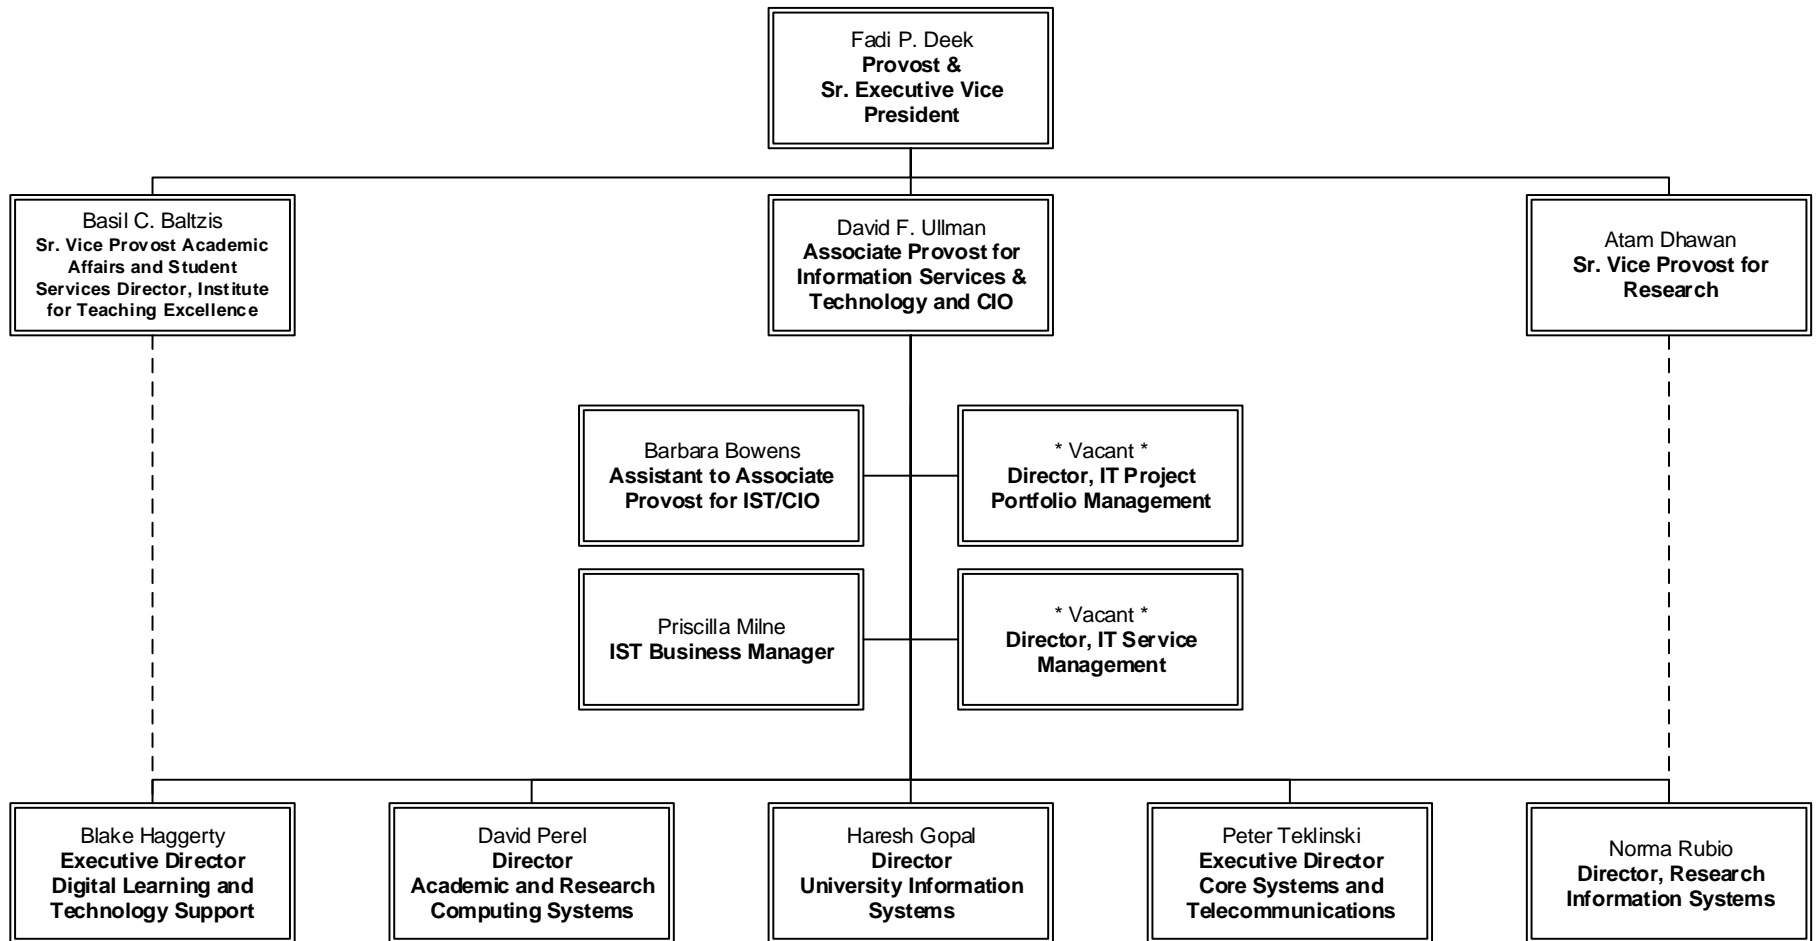 Fadi P. Deek
Provost &
Sr. Executive Vice
President
Basil C. Baltzis
Sr. Vice Provost Academic
Affairs and Student
Services Director, Institute
for Teaching Excellence
David F. Ullman
Associate Provost for
Information Services &
Technology and CIO
Atam Dhawan
Sr. Vice Provost for
Research
Barbara Bowens
Assistant to Associate
Provost for IST/CIO
* Vacant *
Director, IT Project
Portfolio Management
Priscilla Milne
IST Business Manager
* Vacant *
Director, IT Service
Management
Blake Haggerty
Executive Director
Digital Learning and
Technology Support
David Perel
Director
Academic and Research
Computing Systems
Haresh Gopal
Director
University Information
Systems
Peter Teklinski
Executive Director
Core Systems and
Telecommunications
Norma Rubio
Director, Research
Information Systems